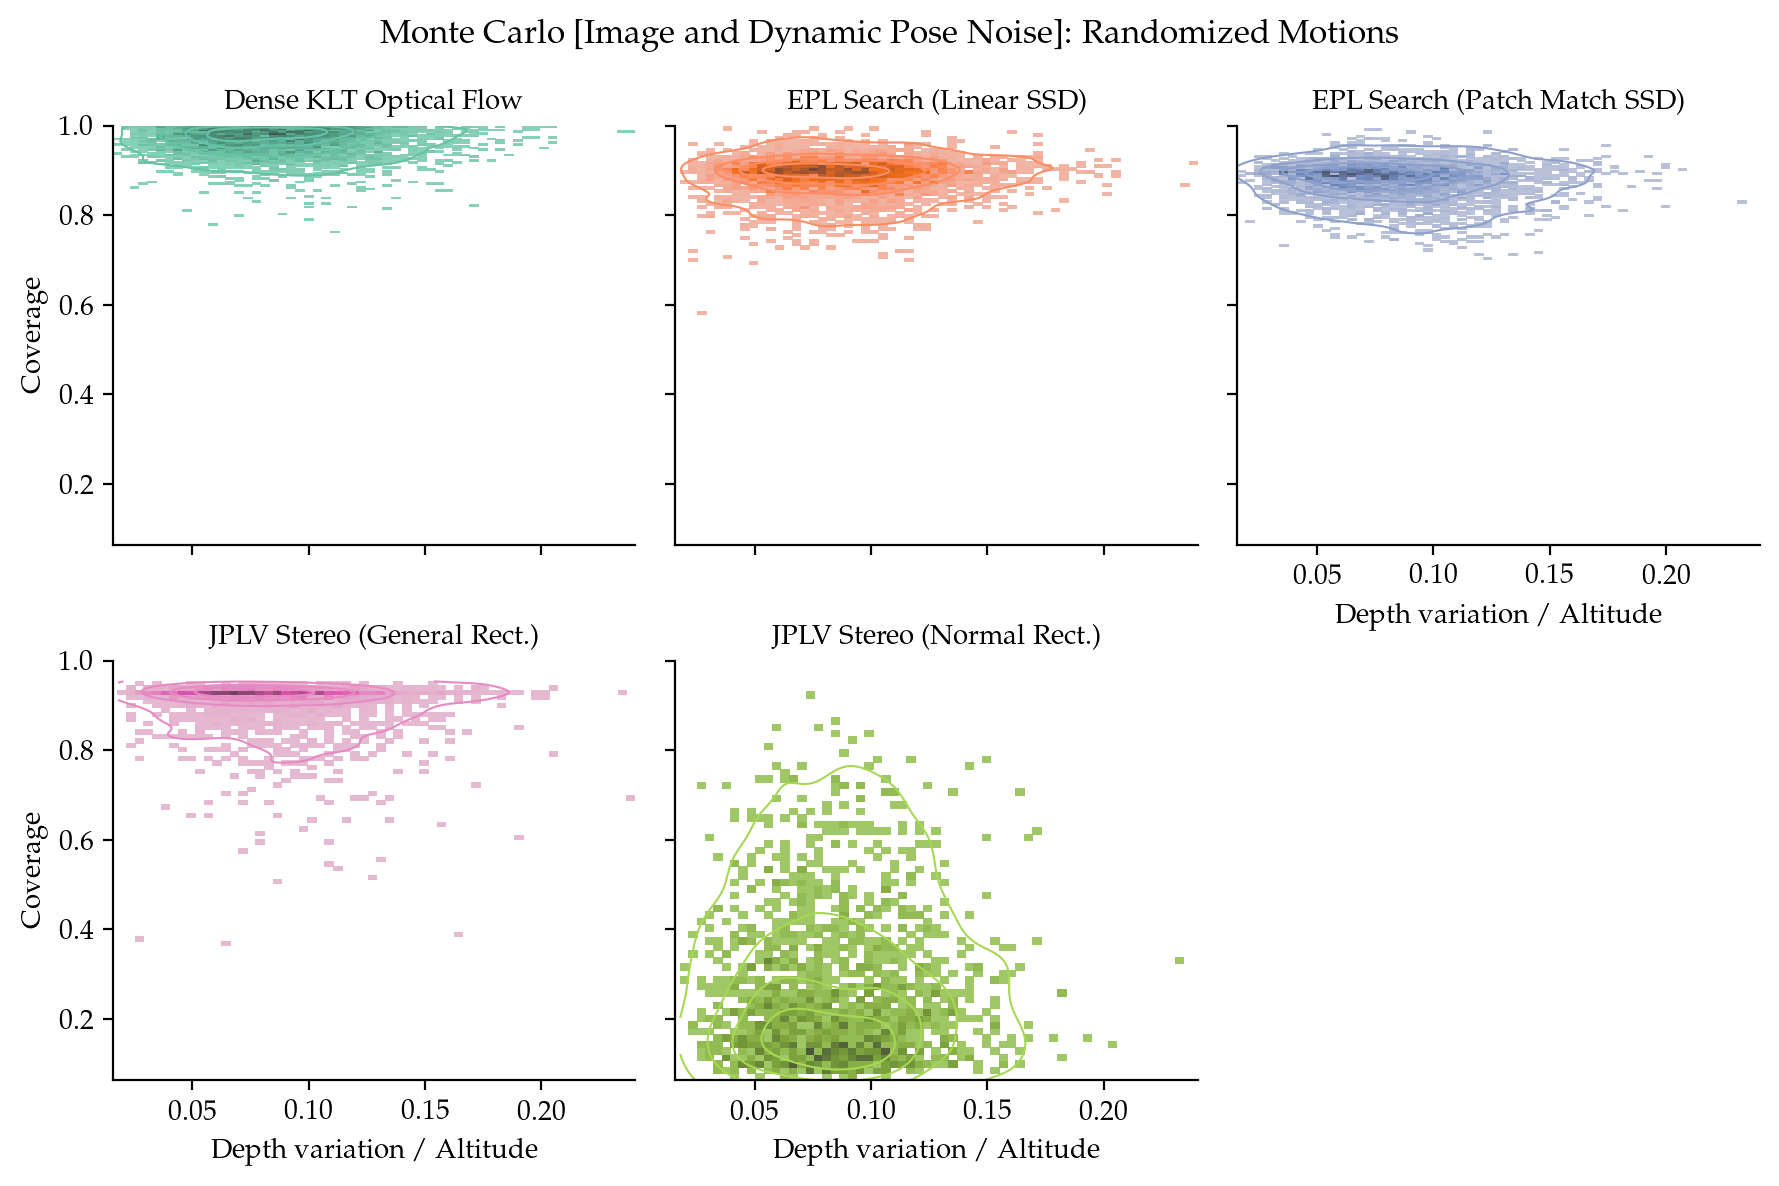 Monte Carlo [Image and Dynamic Pose Noise]: Randomized Motions
Dense KLT Optical Flow
EPL Search (Linear SSD)
EPL Search (Patch Match SSD)
1.0
0.8
0.6
0.4
0.2
Coverage
0.05 0.10 0.15 0.20
Depth variation / Altitude
JPLV Stereo (General Rect.)
JPLV Stereo (Normal Rect.)
1.0
0.8
0.6
0.4
0.2
Coverage
0.05 0.10 0.15 0.20
Depth variation / Altitude
0.05 0.10 0.15 0.20
Depth variation / Altitude